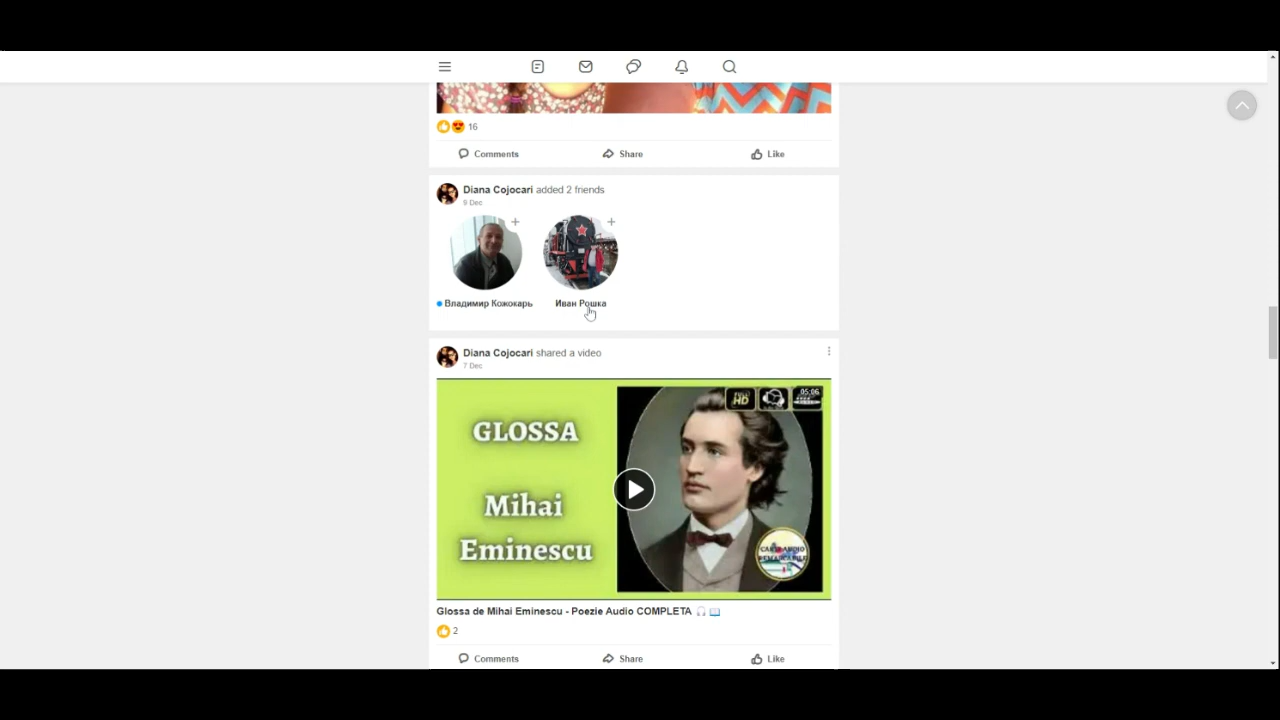 16
Comments Share Like
Diana Cojocari added 2 friends
9 Dec
Владимир Кожокарь Иван Рошка
Diana Cojocari shared a video
7 Dec
05:06
HD
GLOSSA
Mihai
Eminescu
Glossa de Mihai Eminescu - Poezie Audio COMPLETA
2
Comments Share Like